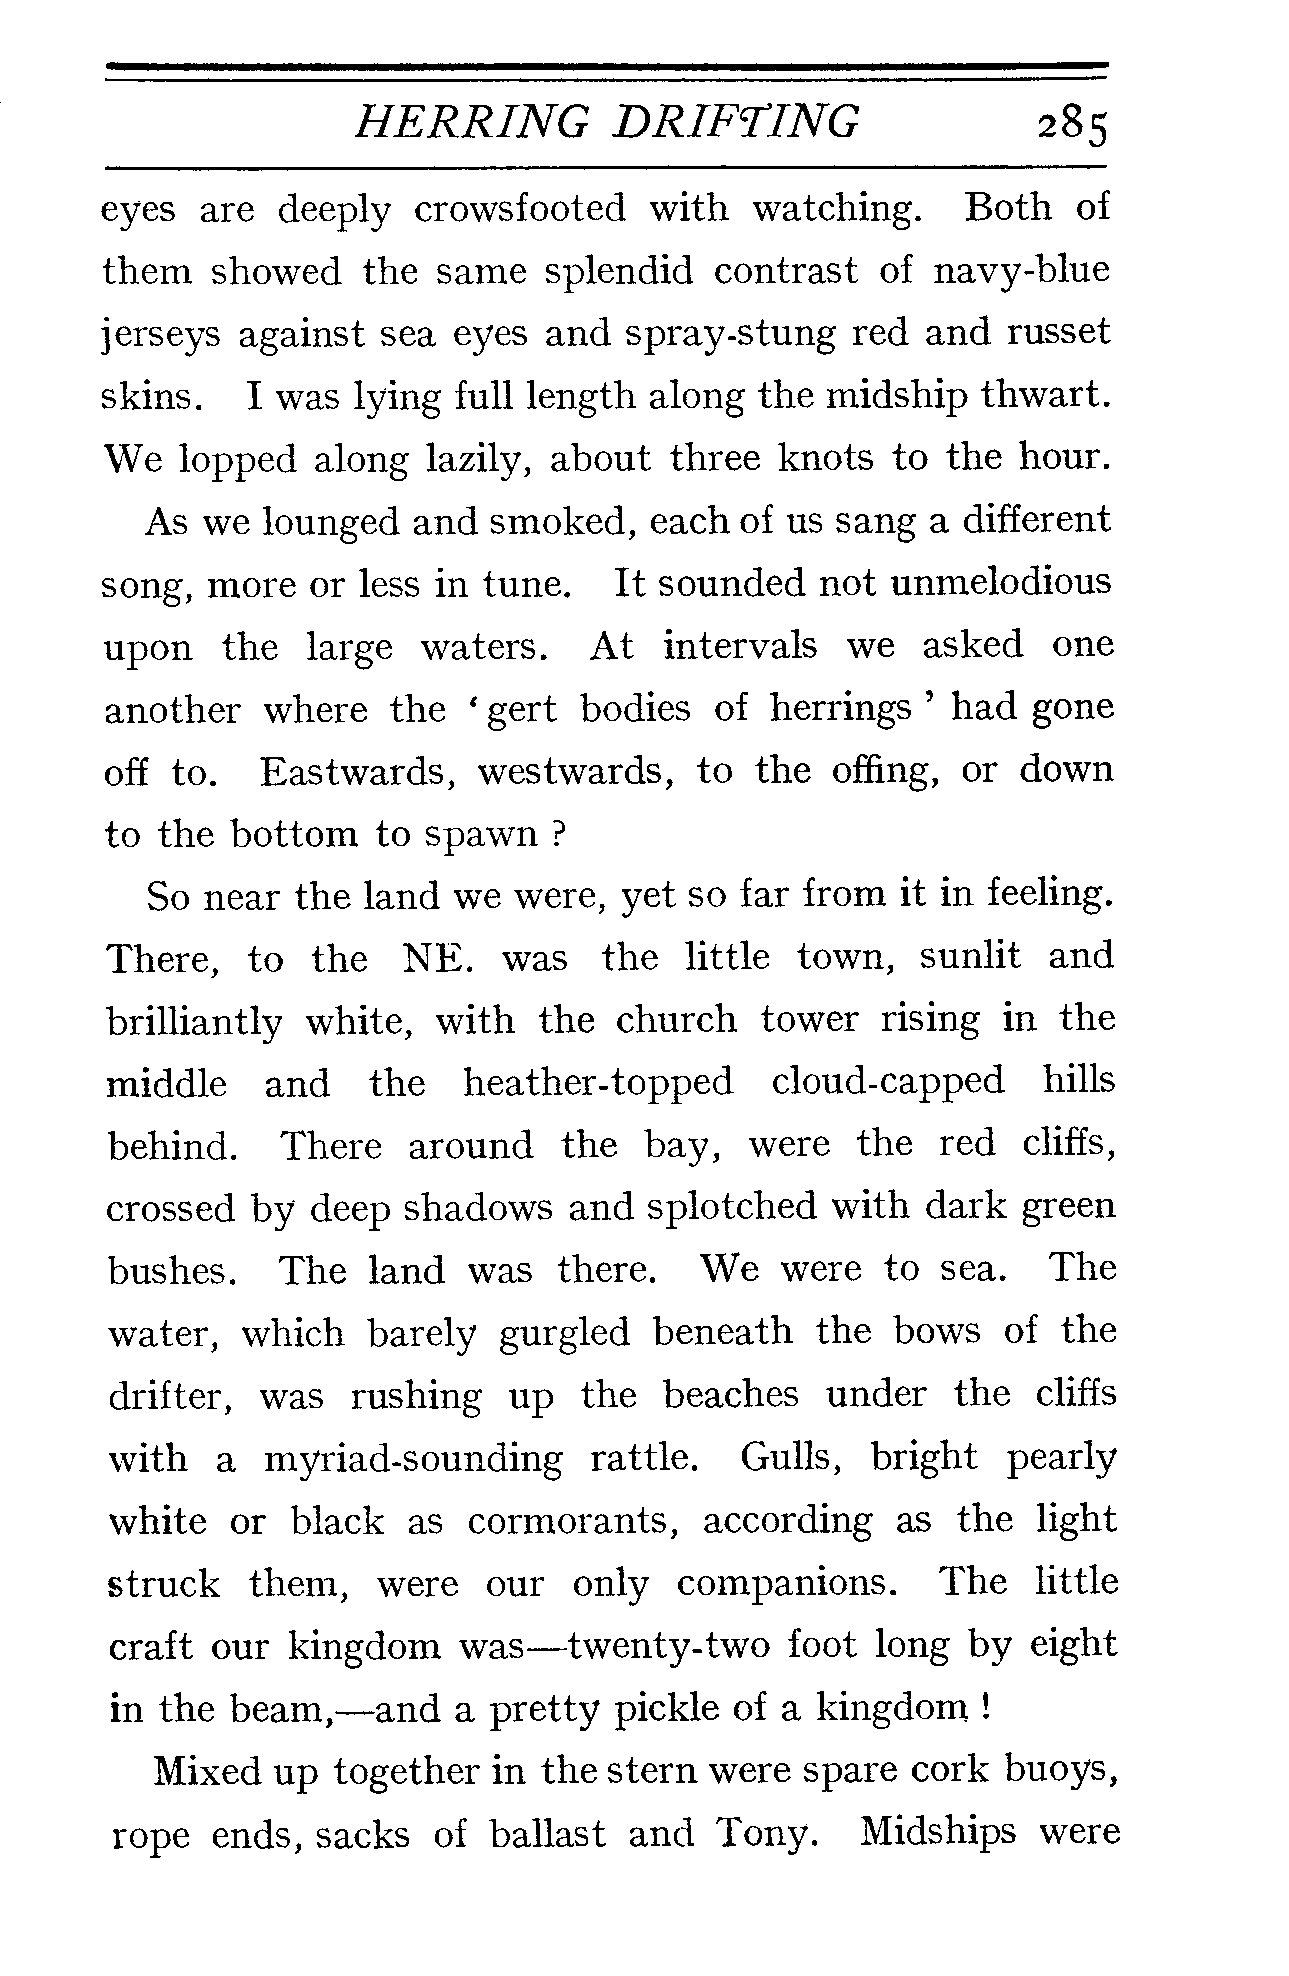 HERRING DRIFTING 285
eyes are deeply crowsfooted with watching. Both of
them showed the same splendid contrast of navy-blue
jerseys against sea eyes and spray-stung red and russet
skins. I was lying full length along the midship thwart.
We lopped along lazily, about three knots to the hour.
As we lounged and smoked, each of us sang a different
song, more or less in tune. It sounded not unmelodious
upon the large waters. At intervals we asked one
another where the ‘ gert bodies of herrings ’ had gone
off to. Eastwards, westwards, to the offing, or down
to the bottom to spawn ?
So near the land we were, yet so far from it in feeling.
There, to the NE. was the little town, sunlit and
brilliantly white, with the church tower rising in the
middle and the heather-topped cloud-capped hills
behind. There around the bay, were the red cliffs,
crossed by deep shadows and splotched with dark green
bushes. The land was there. We were to sea. The
water, which barely gurgled beneath the bows of the
drifter, was rushing up the beaches under the cliffs
with a myriad-sounding rattle. Gulls, bright pearly
white or black as cormorants, according as the light
struck them, were our only companions. The little
craft our kingdom was—twenty-two foot long by eight
in the beam,—and a pretty pickle of a kingdom !
Mixed up together in the stern were spare cork buoys,
rope ends, sacks of ballast and Tony. Midships were